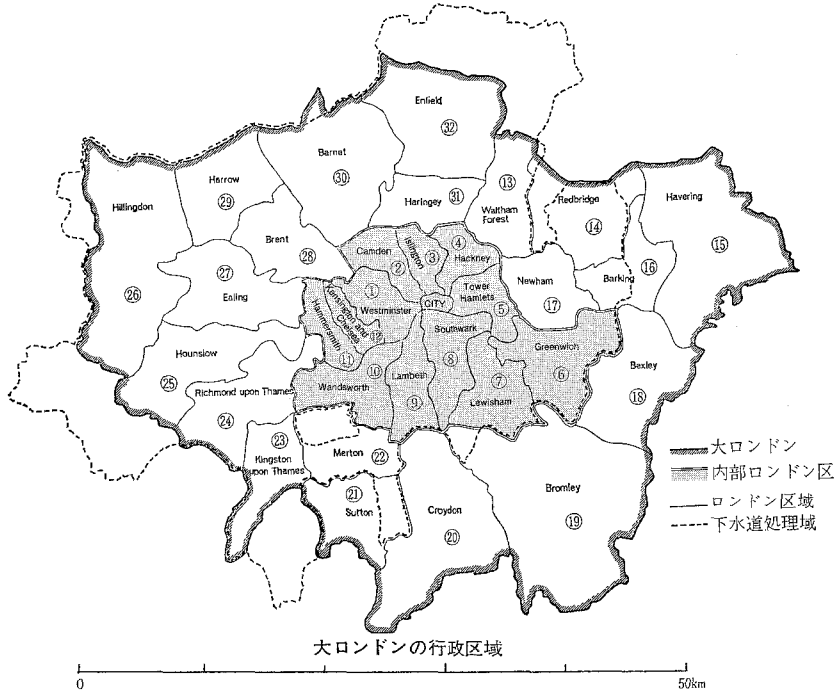 Enfield
㉜
Barnet
㉚
Harrow
㉙
Hillingdon
㉖
Haringey
㉛
⑬
Waltham
Forest
Redbridge
⑭
Havering
⑮
⑯
Barking
Brent
㉘
㉗
Ealing
Camden
②
Islington
③
④
Hackney
Tower
Hamlets
⑤
Newham
⑰
①
Westminster
CITY
Kensington and
Chelsea
⑫
Hammersmith
⑪
Southwark
⑧
Greenwich
⑥
Hounslow
㉕
Richmond upon Thames
㉔
Wandsworth
⑩
Lambeth
⑨
⑦
Lewisham
Bexley
⑱
㉓
Kingston
upon Thames
Merton
㉒
㉑
Sutton
Croydon
⑳
Bromley
⑲
大ロンドン
内部ロンドン区
ロンドン区域
下水道処理域
大ロンドンの行政区域
0
50km